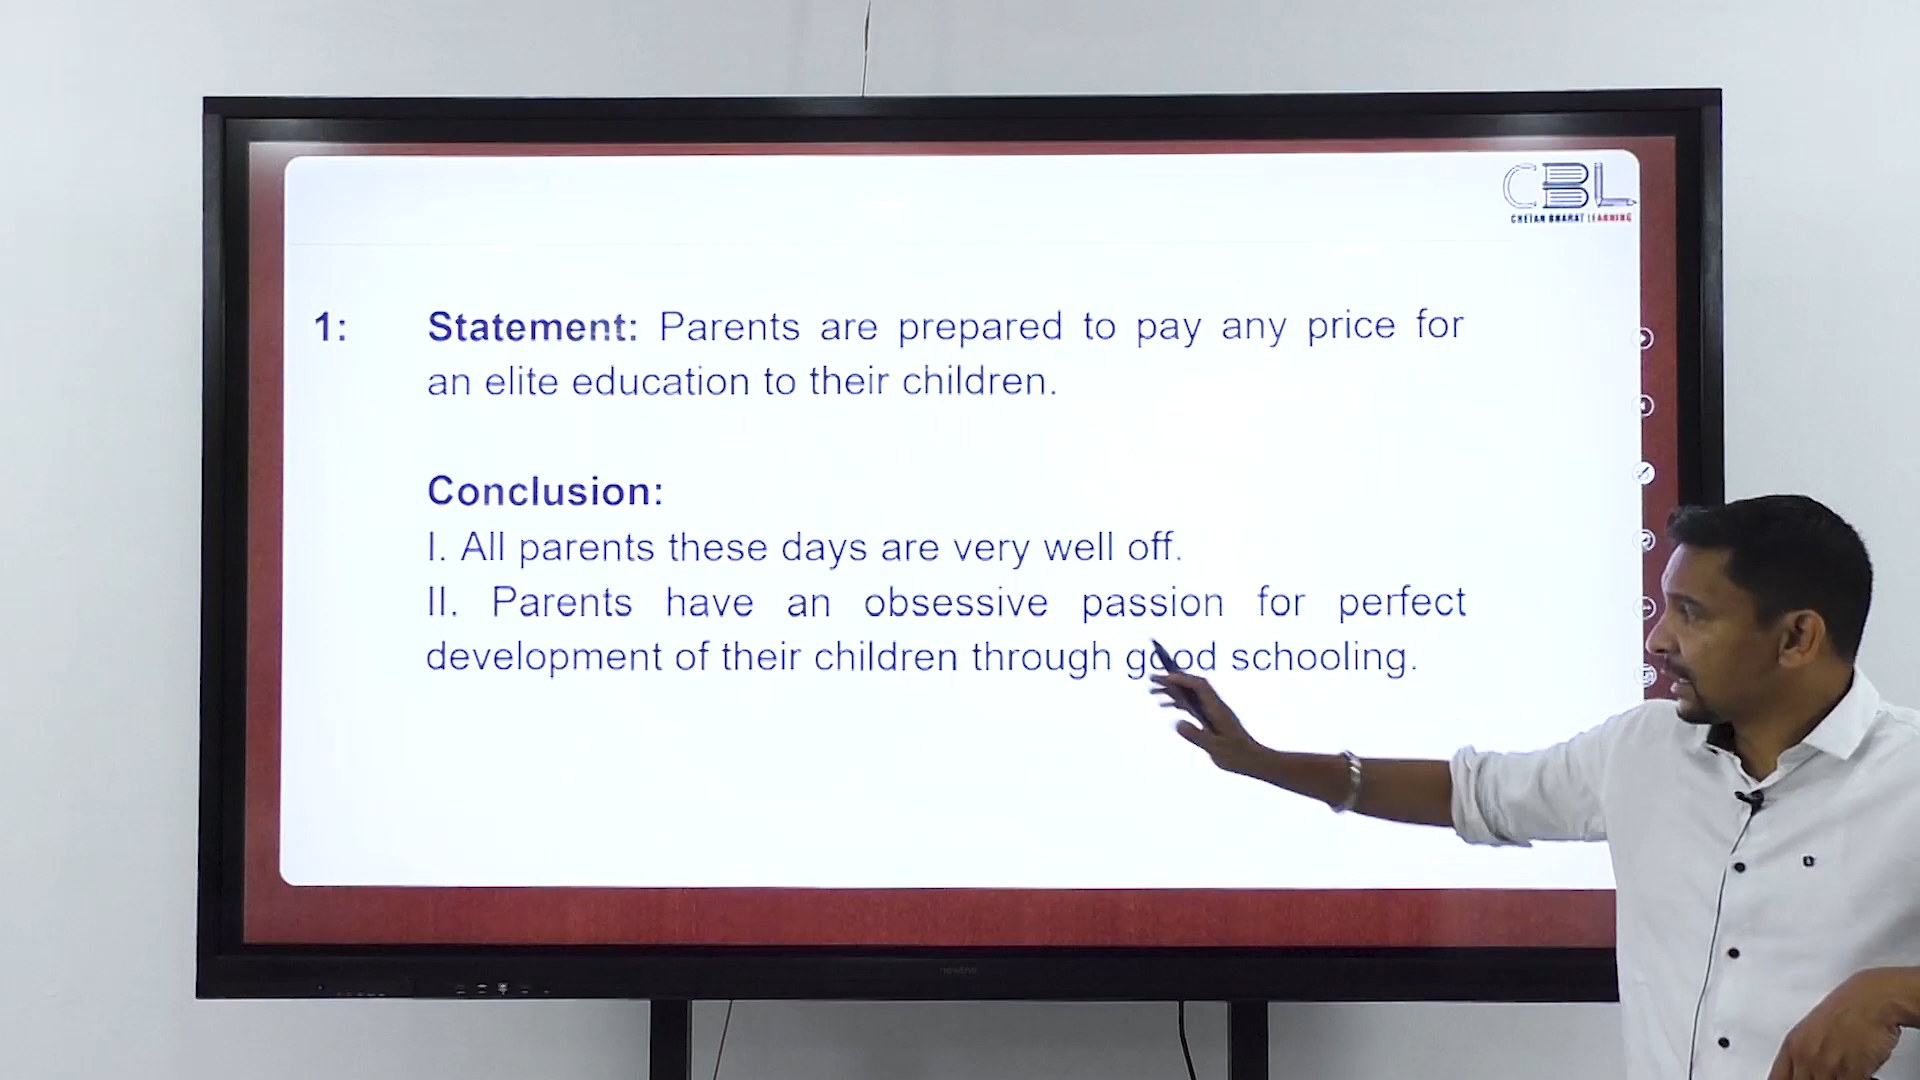 CBL
CHETAN BHARAT LEARNING
1: Statement: Parents are prepared to pay any price for
an elite education to their children.
Conclusion:
I. All parents these days are very well off.
II. Parents have an obsessive passion for perfect
development of their children through good schooling.